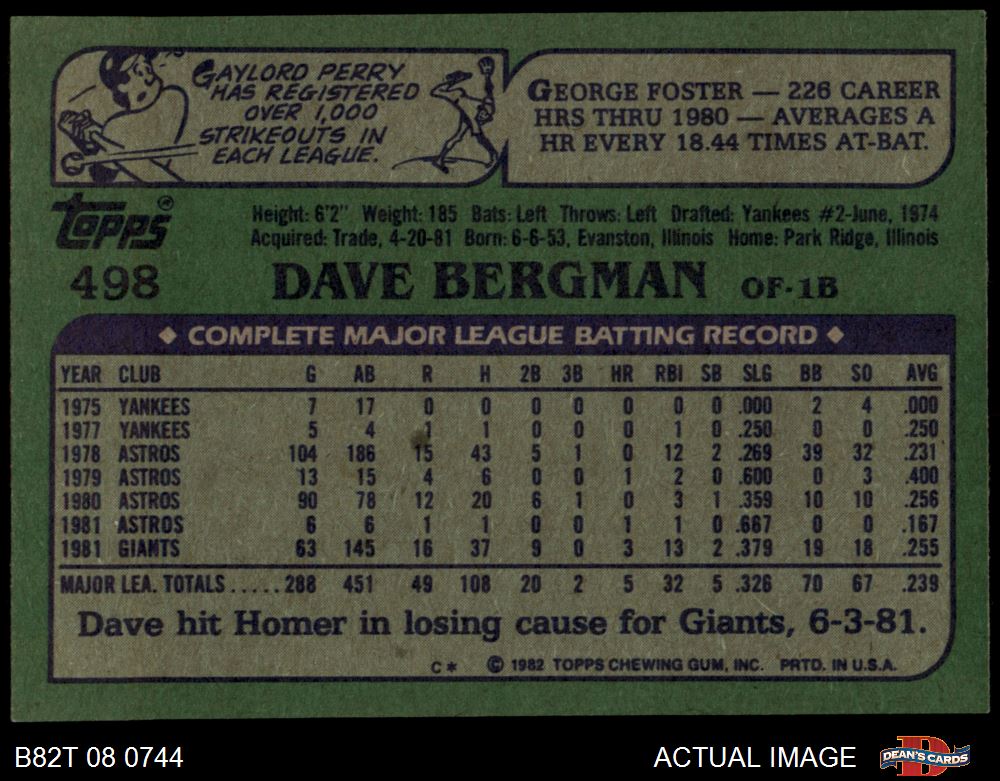 GAYLORD PERRY
HAS REGISTERED
OVER 1,000
STRIKEOUTS IN
EACH LEAGUE.
GEORGE FOSTER — 226 CAREER
HRS THRU 1980 — AVERAGES A
HR EVERY 18.44 TIMES AT-BAT.
topps®
498
Height: 6'2" Weight: 185 Bats: Left Throws: Left Drafted: Yankees #2-June, 1974
Acquired: Trade, 4-20-81 Born: 6-6-53, Evanston, Illinois Home: Park Ridge, Illinois
DAVE BERGMAN OF-1B
◆ COMPLETE MAJOR LEAGUE BATTING RECORD ◆
YEAR CLUB G AB R H 2B 3B HR RBI SB SLG BB SO AVG
1975 YANKEES 7 17 0 0 0 0 0 0 0 .000 2 4 .000
1977 YANKEES 5 4 1 1 0 0 0 1 0 .250 0 0 .250
1978 ASTROS 104 186 15 43 5 1 0 12 2 .269 39 32 .231
1979 ASTROS 13 15 4 6 0 0 1 2 0 .600 0 3 .400
1980 ASTROS 90 78 12 20 6 1 0 3 1 .359 10 10 .256
1981 ASTROS 6 6 1 1 0 0 1 1 0 .667 0 0 .167
1981 GIANTS 63 145 16 37 9 0 3 13 2 .379 19 18 .255
MAJOR LEA. TOTALS.....288 451 49 108 20 2 5 32 5 .326 70 67 .239
Dave hit Homer in losing cause for Giants, 6-3-81.
C* © 1982 TOPPS CHEWING GUM, INC. PRTD. IN U.S.A.
B82T 08 0744
ACTUAL IMAGE
D
DEAN'S CARDS